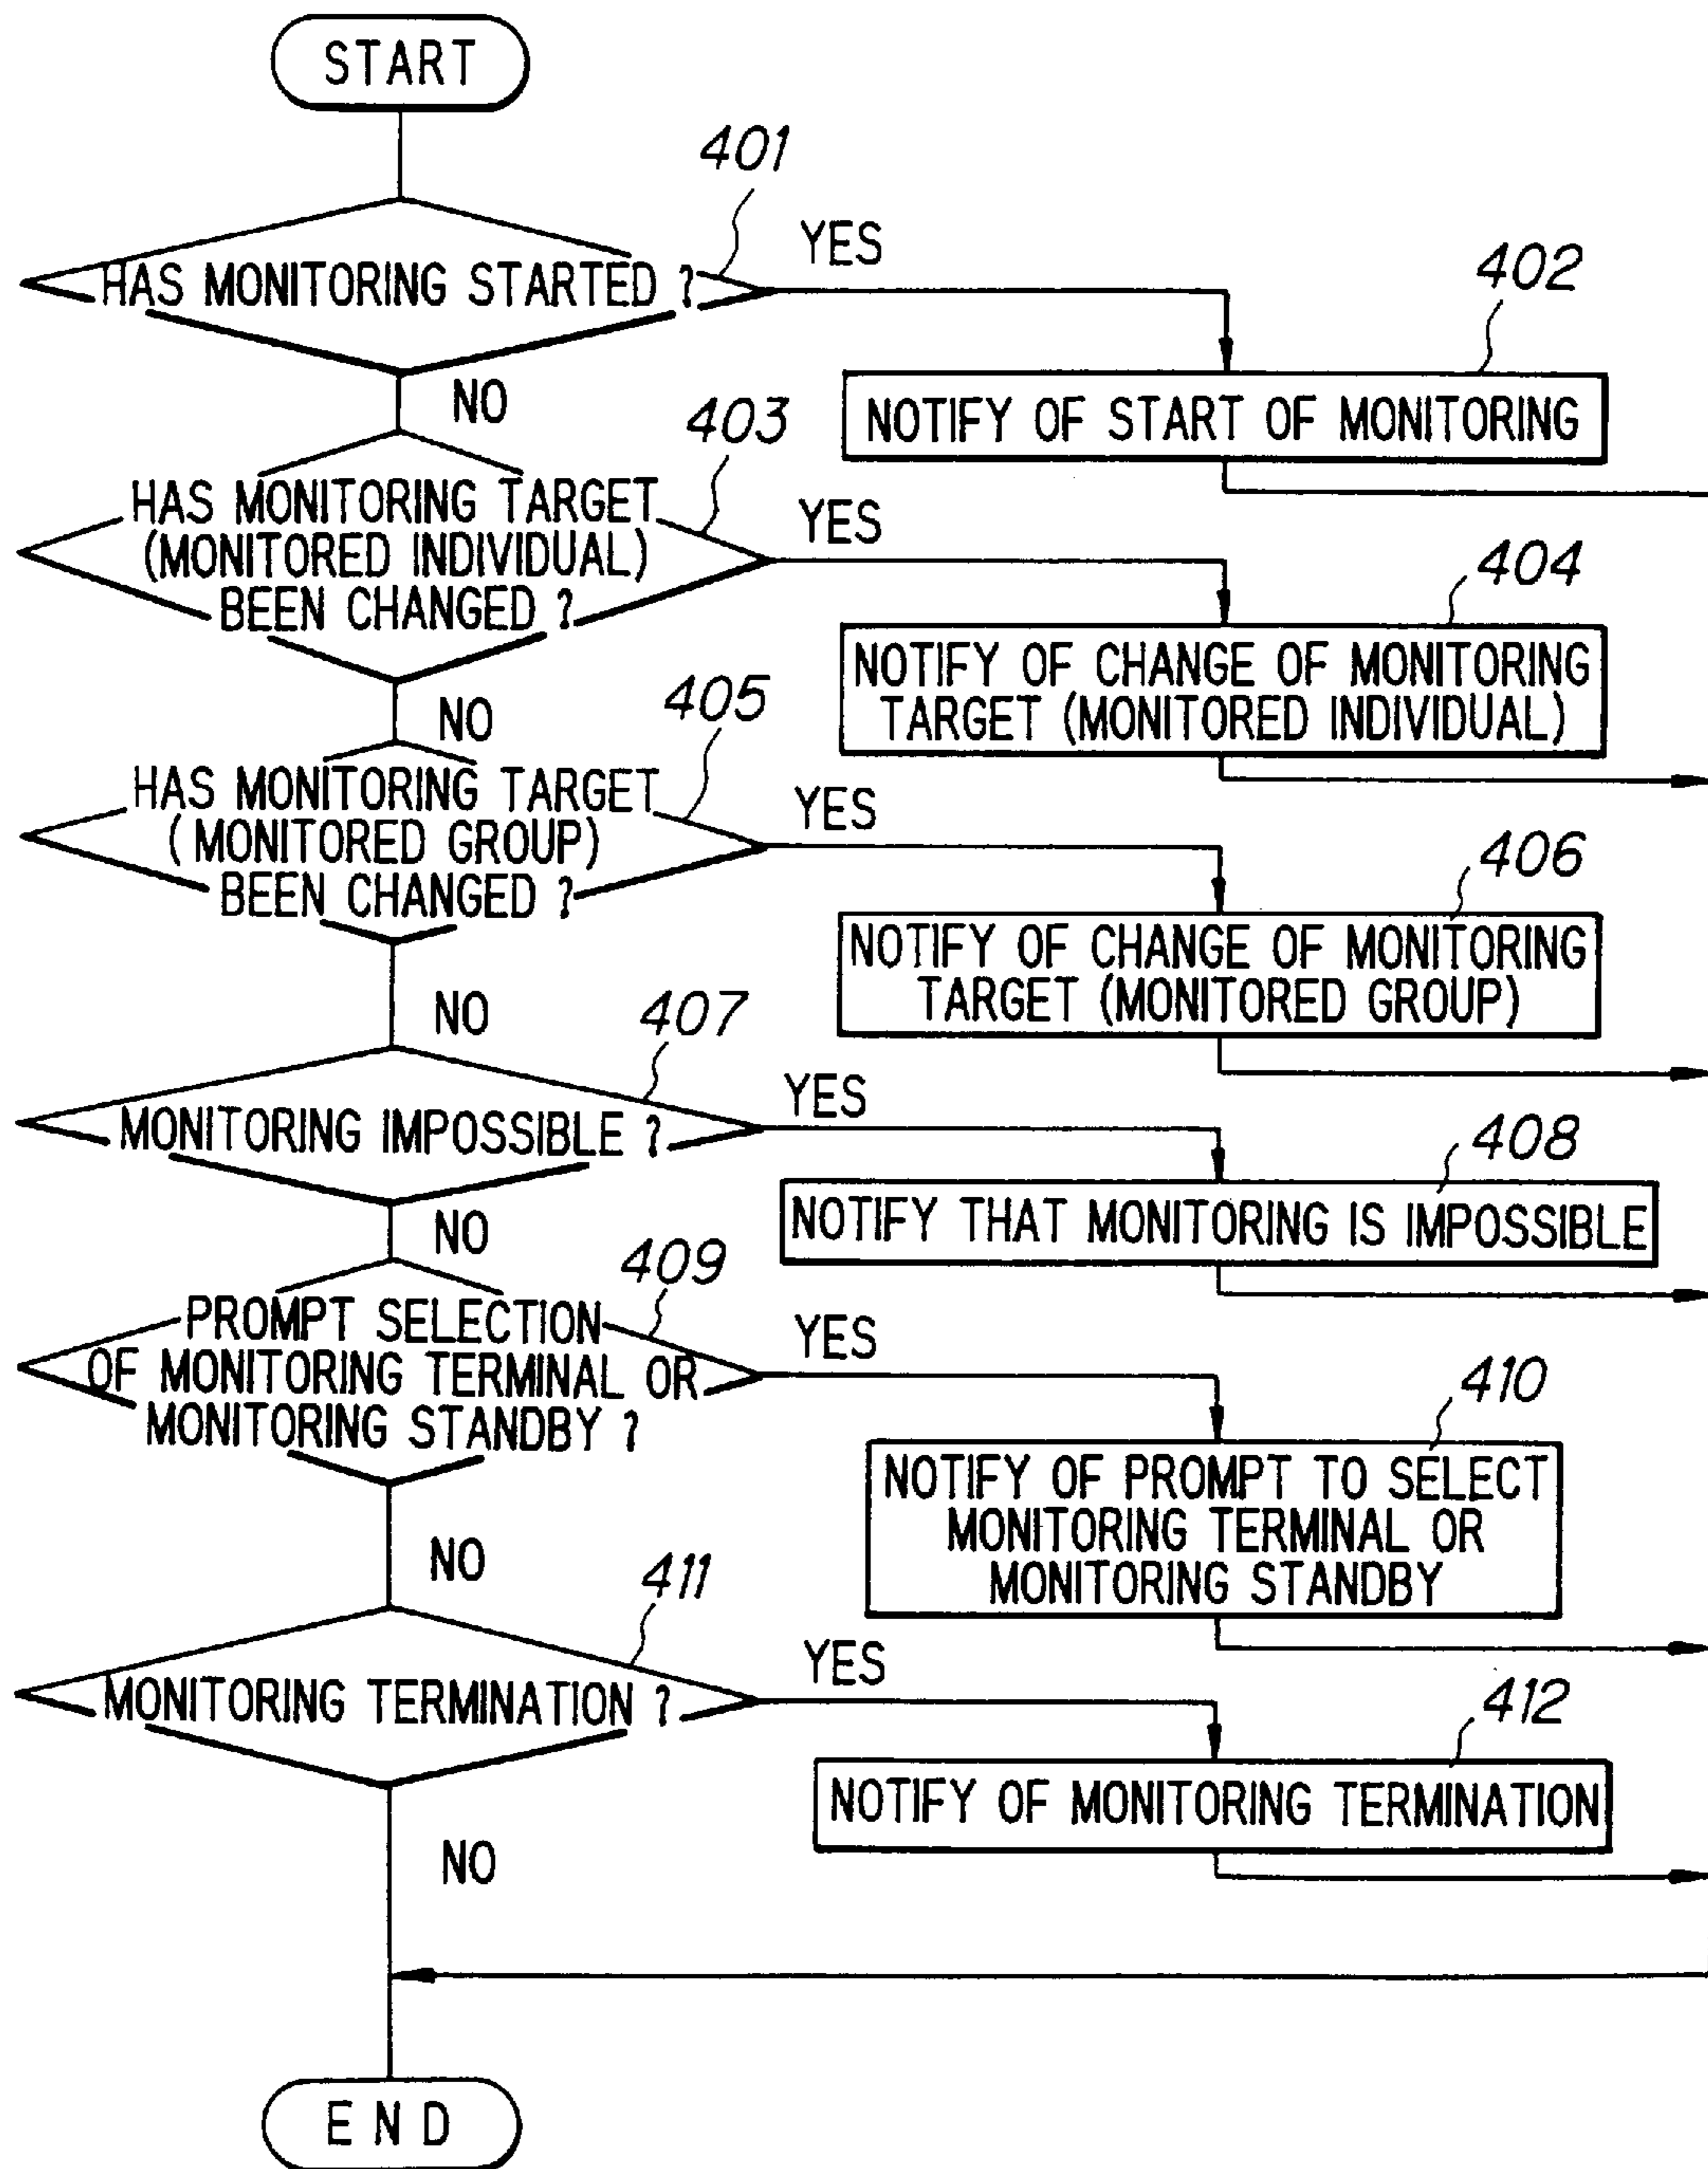 START
401
HAS MONITORING STARTED ?
YES
402
NOTIFY OF START OF MONITORING
NO
403
HAS MONITORING TARGET
(MONITORED INDIVIDUAL)
BEEN CHANGED ?
YES
404
NOTIFY OF CHANGE OF MONITORING
TARGET (MONITORED INDIVIDUAL)
NO
405
HAS MONITORING TARGET
( MONITORED GROUP)
BEEN CHANGED ?
YES
406
NOTIFY OF CHANGE OF MONITORING
TARGET (MONITORED GROUP)
NO
407
MONITORING IMPOSSIBLE ?
YES
408
NOTIFY THAT MONITORING IS IMPOSSIBLE
NO
409
PROMPT SELECTION
OF MONITORING TERMINAL OR
MONITORING STANDBY ?
YES
410
NOTIFY OF PROMPT TO SELECT
MONITORING TERMINAL OR
MONITORING STANDBY
NO
411
MONITORING TERMINATION ?
YES
412
NOTIFY OF MONITORING TERMINATION
NO
END